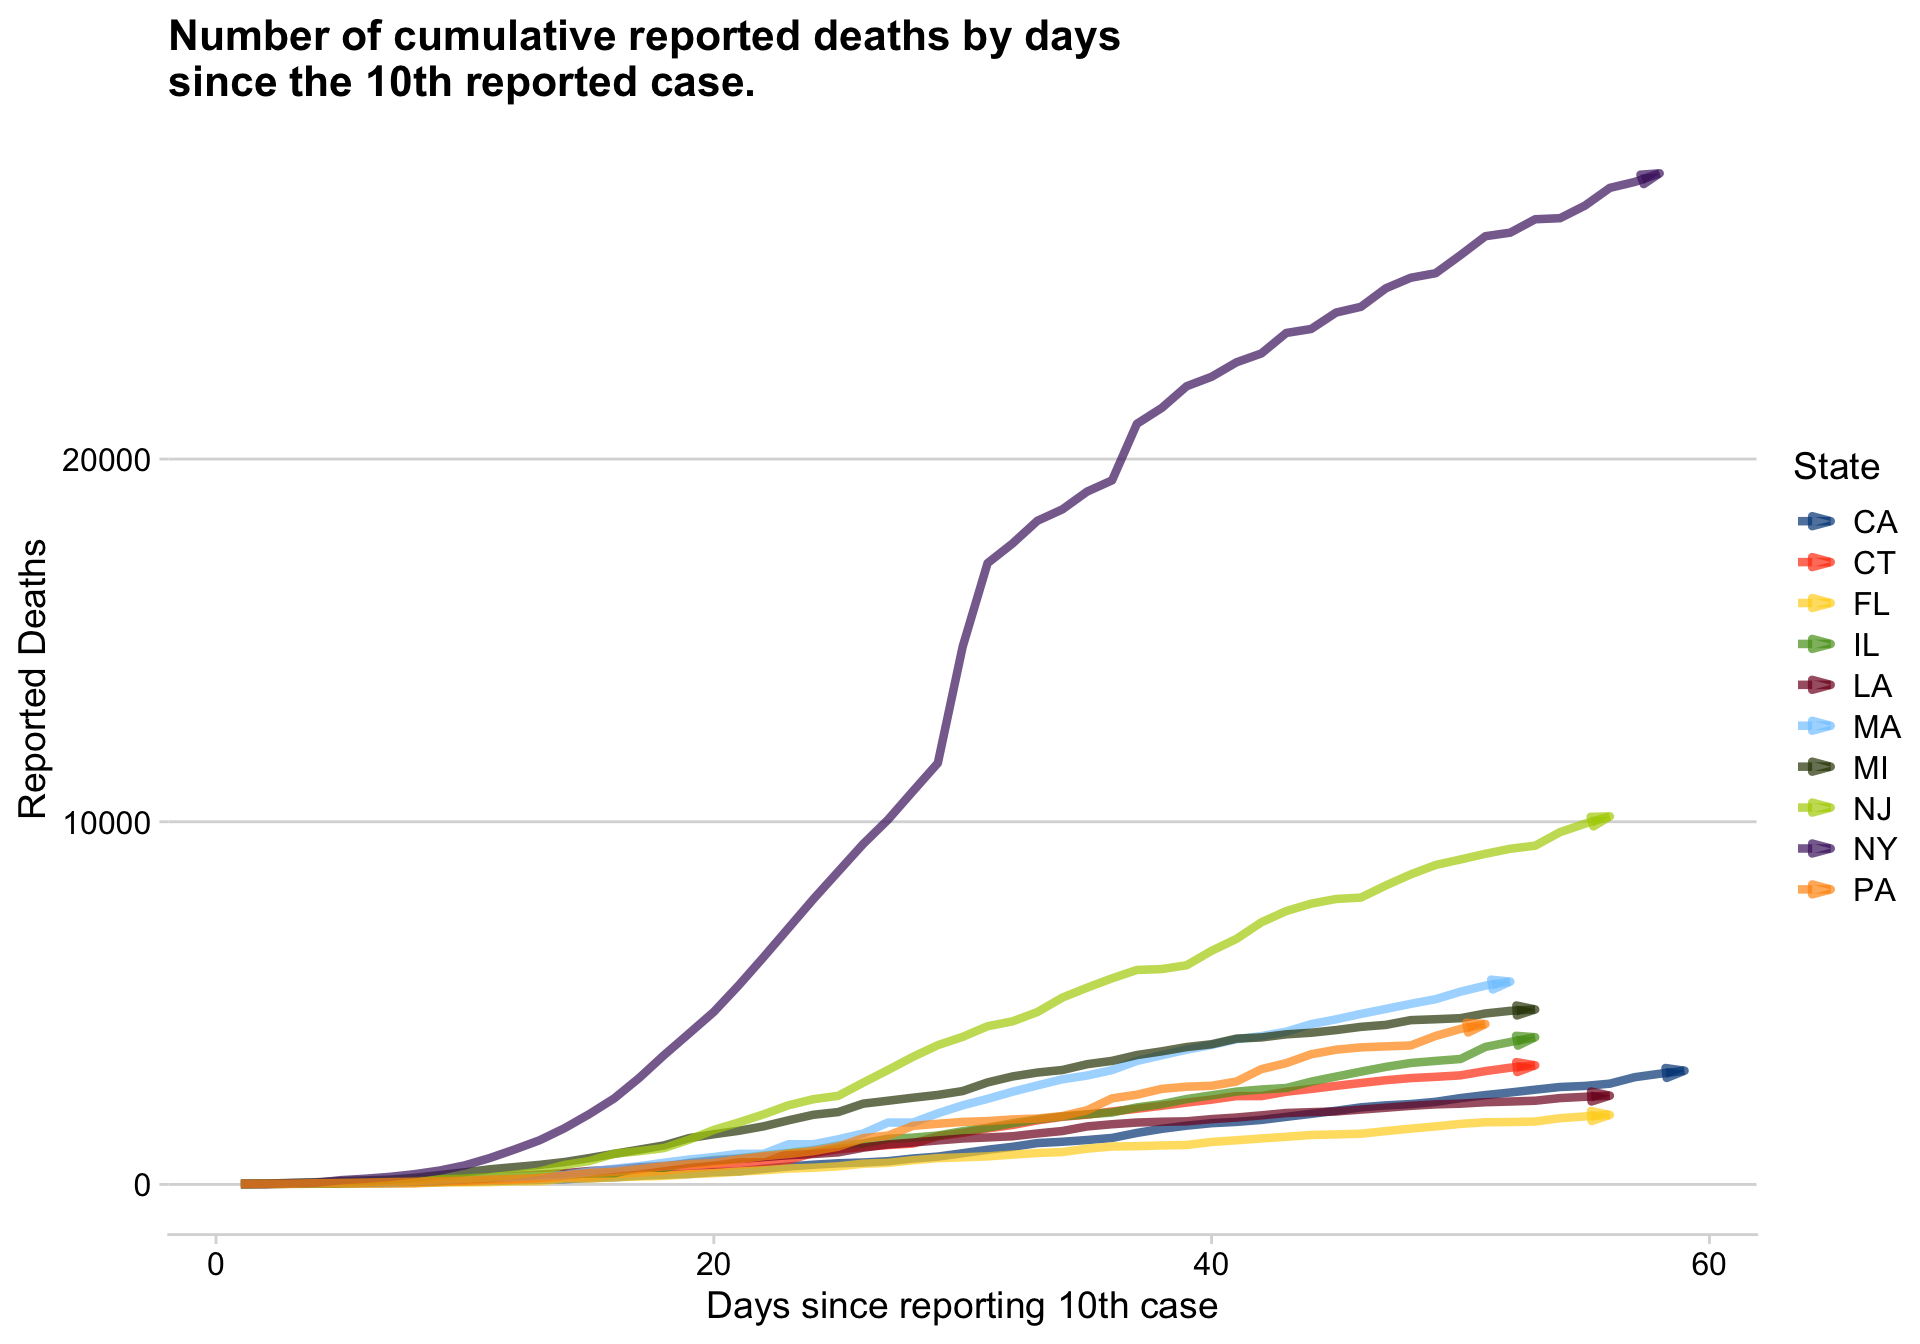 Number of cumulative reported deaths by days
since the 10th reported case.
20000
10000
0
Reported Deaths
0 20 40 60
Days since reporting 10th case
State
CA
CT
FL
IL
LA
MA
MI
NJ
NY
PA